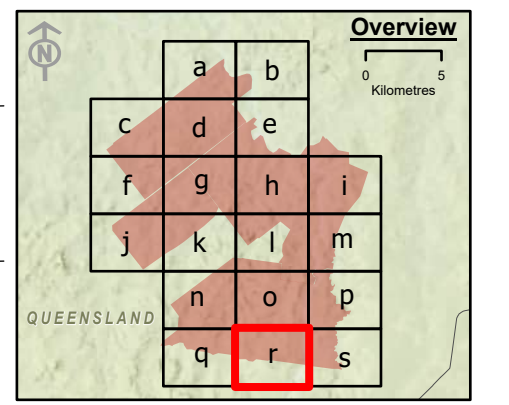 Overview
N
0 5
Kilometres
a b
c d e
f g h i
j k l m
n o p
QUEENSLAND
q r s